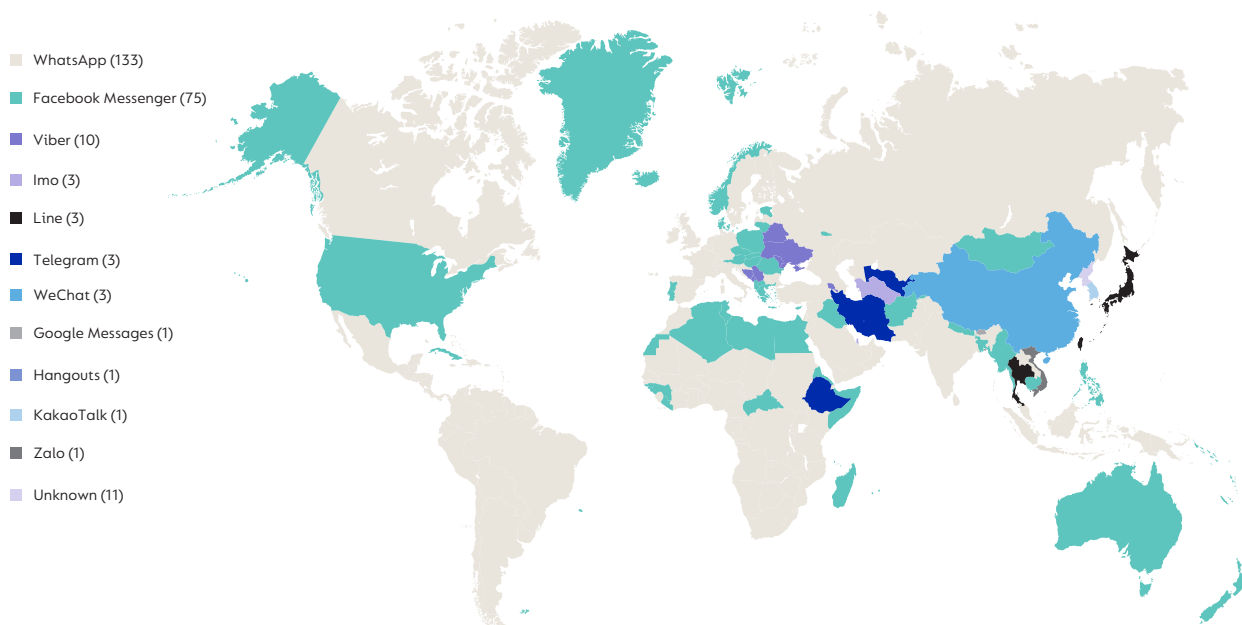 WhatsApp (133)
Facebook Messenger (75)
Viber (10)
Imo (3)
Line (3)
Telegram (3)
WeChat (3)
Google Messages (1)
Hangouts (1)
KakaoTalk (1)
Zalo (1)
Unknown (11)